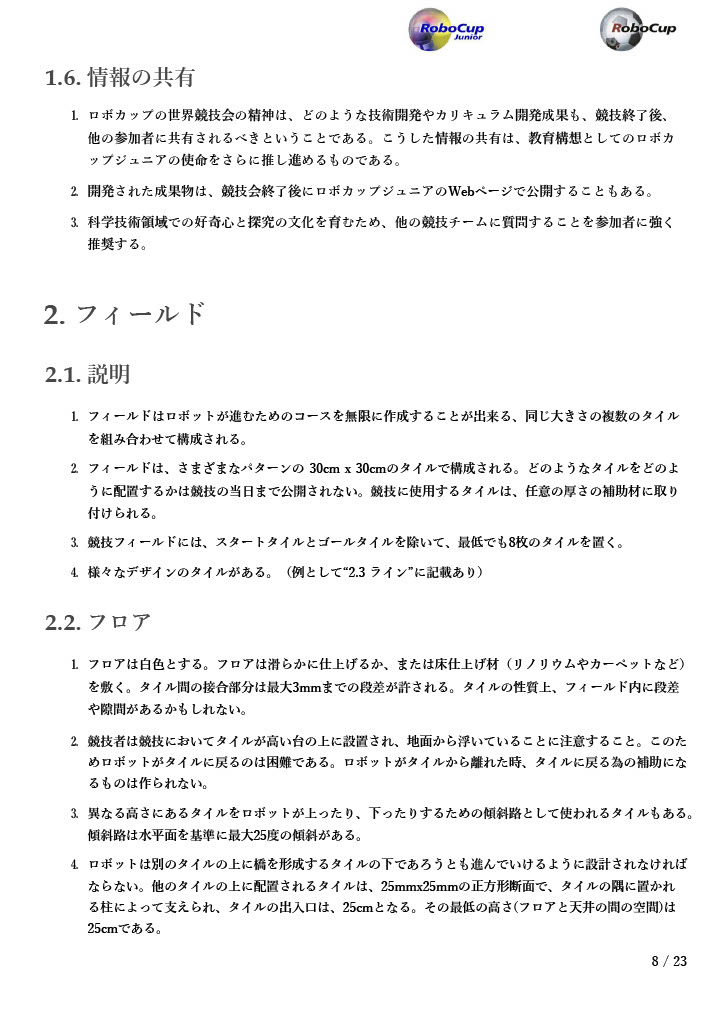 RoboCup
Junior
RoboCup
1.6. 情報の共有
1. ロボカップの世界競技会の精神は、どのような技術開発やカリキュラム開発成果も、競技終了後、
他の参加者に共有されるべきということである。こうした情報の共有は、教育構想としてのロボカ
ップジュニアの使命をさらに推し進めるものである。
2. 開発された成果物は、競技会終了後にロボカップジュニアのWebページで公開することもある。
3. 科学技術領域での好奇心と探究の文化を育むため、他の競技チームに質問することを参加者に強く
推奨する。
2. フィールド
2.1. 説明
1. フィールドはロボットが進むためのコースを無限に作成することが出来る、同じ大きさの複数のタイル
を組み合わせて構成される。
2. フィールドは、さまざまなパターンの 30cm x 30cmのタイルで構成される。どのようなタイルをどのよ
うに配置するかは競技の当日まで公開されない。競技に使用するタイルは、任意の厚さの補助材に取り
付けられる。
3. 競技フィールドには、スタートタイルとゴールタイルを除いて、最低でも8枚のタイルを置く。
4. 様々なデザインのタイルがある。（例として“2.3 ライン”に記載あり）
2.2. フロア
1. フロアは白色とする。フロアは滑らかに仕上げるか、または床仕上げ材（リノリウムやカーペットなど）
を敷く。タイル間の接合部分は最大3mmまでの段差が許される。タイルの性質上、フィールド内に段差
や隙間があるかもしれない。
2. 競技者は競技においてタイルが高い台の上に設置され、地面から浮いていることに注意すること。このた
めロボットがタイルに戻るのは困難である。ロボットがタイルから離れた時、タイルに戻る為の補助にな
るものは作られない。
3. 異なる高さにあるタイルをロボットが上ったり、下ったりするための傾斜路として使われるタイルもある。
傾斜路は水平面を基準に最大25度の傾斜がある。
4. ロボットは別のタイルの上に橋を形成するタイルの下であろうとも進んでいけるように設計されなければ
ならない。他のタイルの上に配置されるタイルは、25mmx25mmの正方形断面で、タイルの隅に置かれ
る柱によって支えられ、タイルの出入口は、25cmとなる。その最低の高さ(フロアと天井の間の空間)は
25cmである。
8 / 23